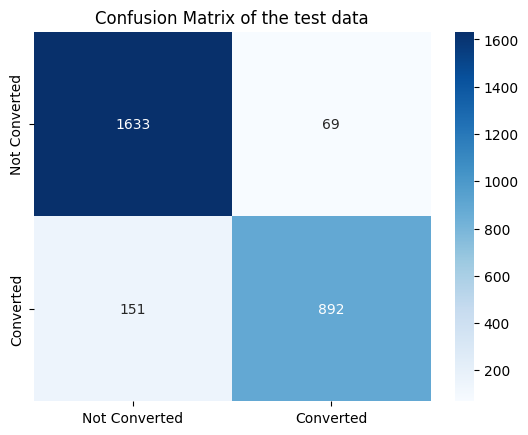 Confusion Matrix of the test data
Not Converted
1633
69
Converted
151
892
Not Converted
Converted
1600
1400
1200
1000
800
600
400
200